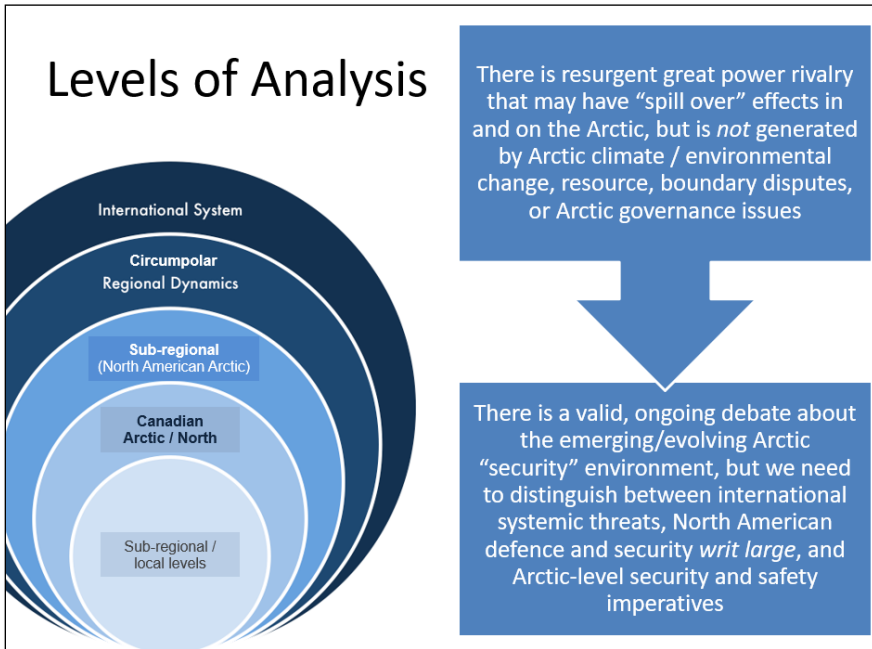 Levels of Analysis
International System
Circumpolar
Regional Dynamics
Sub-regional
(North American Arctic)
Canadian
Arctic / North
Sub-regional /
local levels
There is resurgent great power rivalry
that may have “spill over” effects in
and on the Arctic, but is not generated
by Arctic climate / environmental
change, resource, boundary disputes,
or Arctic governance issues
There is a valid, ongoing debate about
the emerging/evolving Arctic
“security” environment, but we need
to distinguish between international
systemic threats, North American
defence and security writ large, and
Arctic-level security and safety
imperatives